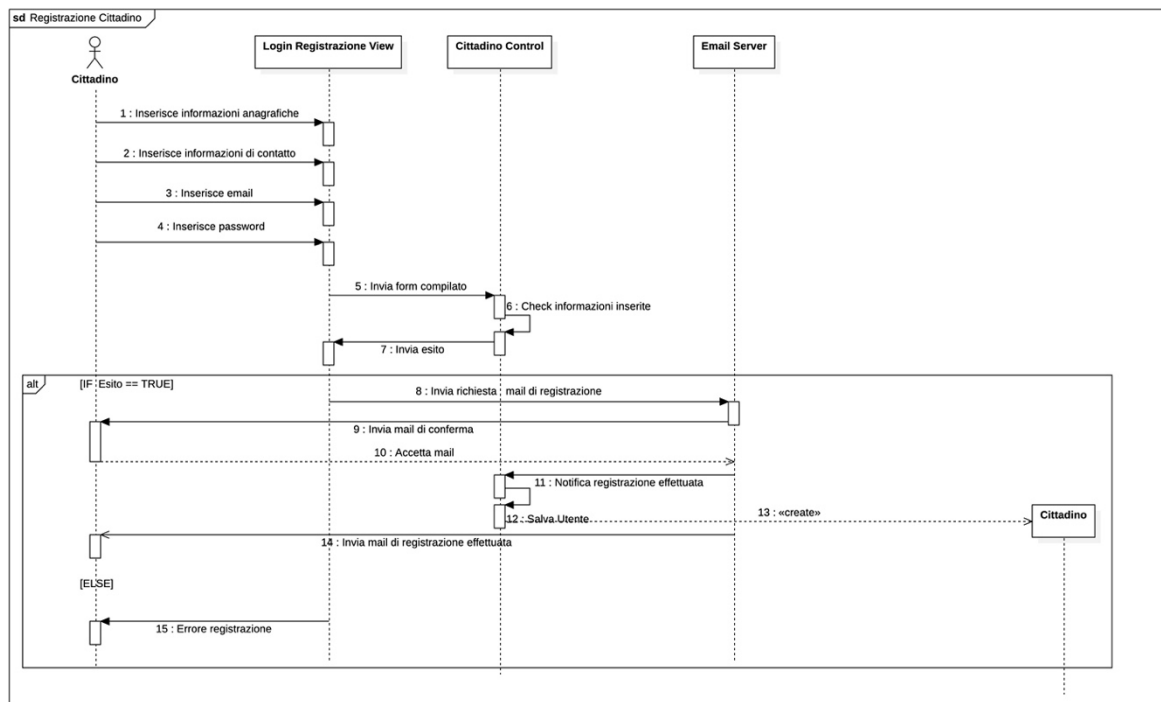 sd Registrazione Cittadino
Cittadino
Login Registrazione View
Cittadino Control
Email Server
1 : Inserisce informazioni anagrafiche
2 : Inserisce informazioni di contatto
3 : Inserisce email
4 : Inserisce password
5 : Invia form compilato
6 : Check informazioni inserite
7 : Invia esito
alt
[IF Esito == TRUE]
8 : Invia richiesta mail di registrazione
9 : Invia mail di conferma
10 : Accetta mail
11 : Notifica registrazione effettuata
12 : Salva Utente
13 : «create»
Cittadino
14 : Invia mail di registrazione effettuata
[ELSE]
15 : Errore registrazione